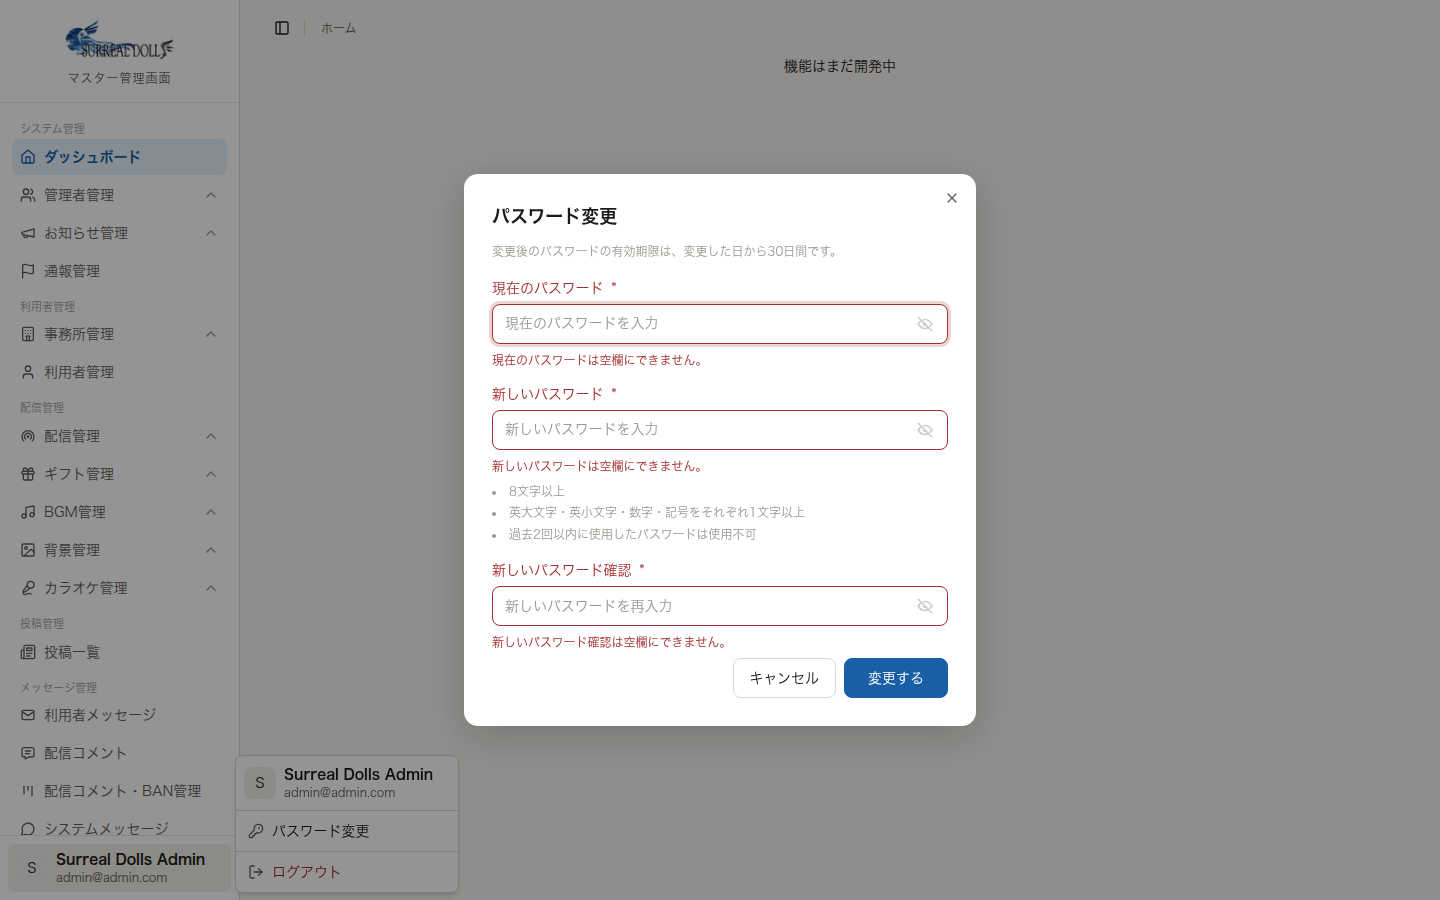 SURREAL DOLLS
マスター管理画面
システム管理
ダッシュボード
管理者管理
お知らせ管理
通報管理
利用者管理
事務所管理
利用者管理
配信管理
配信管理
ギフト管理
BGM管理
背景管理
カラオケ管理
投稿管理
投稿一覧
メッセージ管理
利用者メッセージ
配信コメント
配信コメント・BAN管理
システムメッセージ
S
Surreal Dolls Admin
admin@admin.com
ホーム
機能はまだ開発中
パスワード変更
変更後のパスワードの有効期限は、変更した日から30日間です。
現在のパスワード *
現在のパスワードを入力
現在のパスワードは空欄にできません。
新しいパスワード *
新しいパスワードを入力
新しいパスワードは空欄にできません。
• 8文字以上
• 英大文字・英小文字・数字・記号をそれぞれ1文字以上
• 過去2回以内に使用したパスワードは使用不可
新しいパスワード確認 *
新しいパスワードを再入力
新しいパスワード確認は空欄にできません。
キャンセル
変更する
S
Surreal Dolls Admin
admin@admin.com
パスワード変更
ログアウト